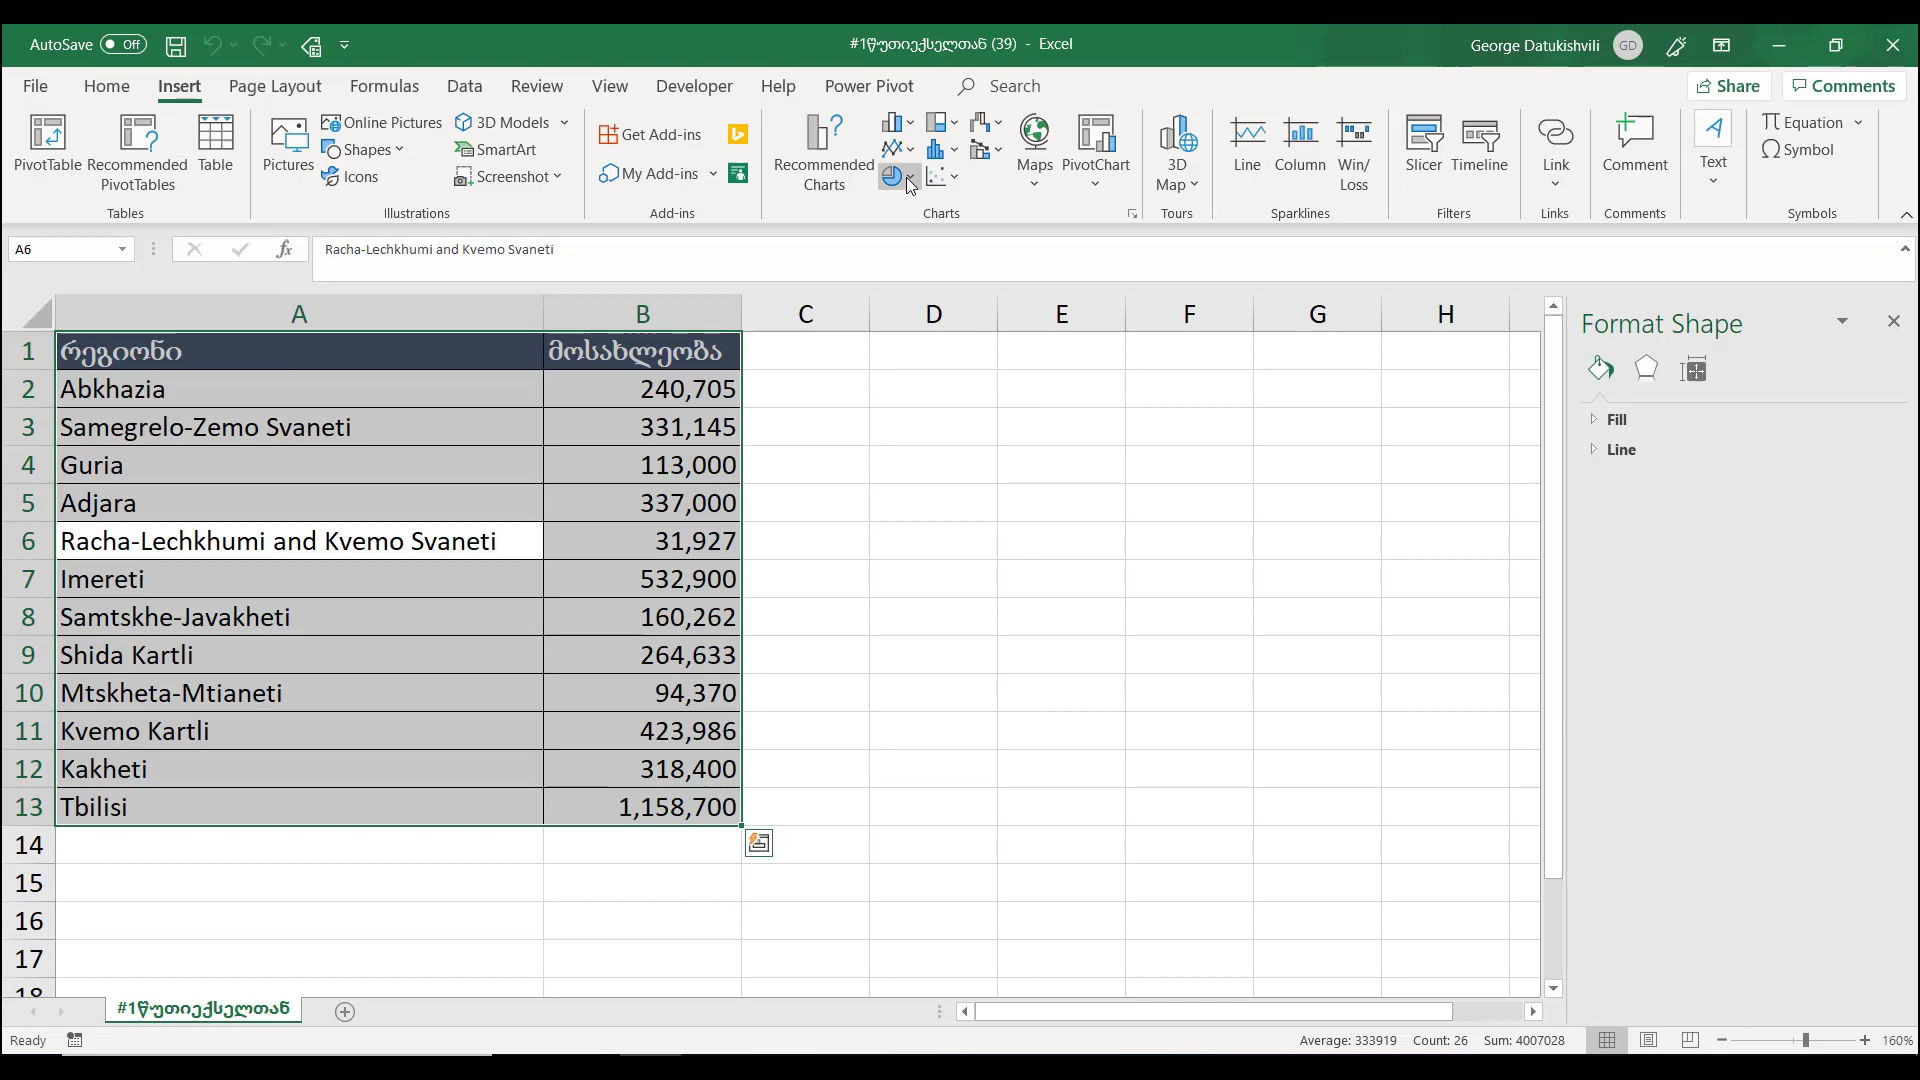 AutoSave Off
#1წუთიექსელთან (39) - Excel
George Datukishvili GD
File Home Insert Page Layout Formulas Data Review View Developer Help Power Pivot Search
Share Comments
PivotTable
Recommended
PivotTables
Table
Tables
Pictures
Online Pictures
Shapes
Icons
3D Models
SmartArt
Screenshot
Illustrations
Get Add-ins
My Add-ins
Add-ins
Recommended
Charts
Maps
PivotChart
Charts
3D
Map
Tours
Line
Column
Win/
Loss
Sparklines
Slicer
Timeline
Filters
Link
Links
Comment
Comments
Text
Equation
Symbol
Symbols
A6
fx
Racha-Lechkhumi and Kvemo Svaneti
A B C D E F G H
1 რეგიონი მოსახლეობა
2 Abkhazia 240,705
3 Samegrelo-Zemo Svaneti 331,145
4 Guria 113,000
5 Adjara 337,000
6 Racha-Lechkhumi and Kvemo Svaneti 31,927
7 Imereti 532,900
8 Samtskhe-Javakheti 160,262
9 Shida Kartli 264,633
10 Mtskheta-Mtianeti 94,370
11 Kvemo Kartli 423,986
12 Kakheti 318,400
13 Tbilisi 1,158,700
14
15
16
17
18
Format Shape
Fill
Line
#1წუთიექსელთან
Ready
Average: 333919 Count: 26 Sum: 4007028
160%